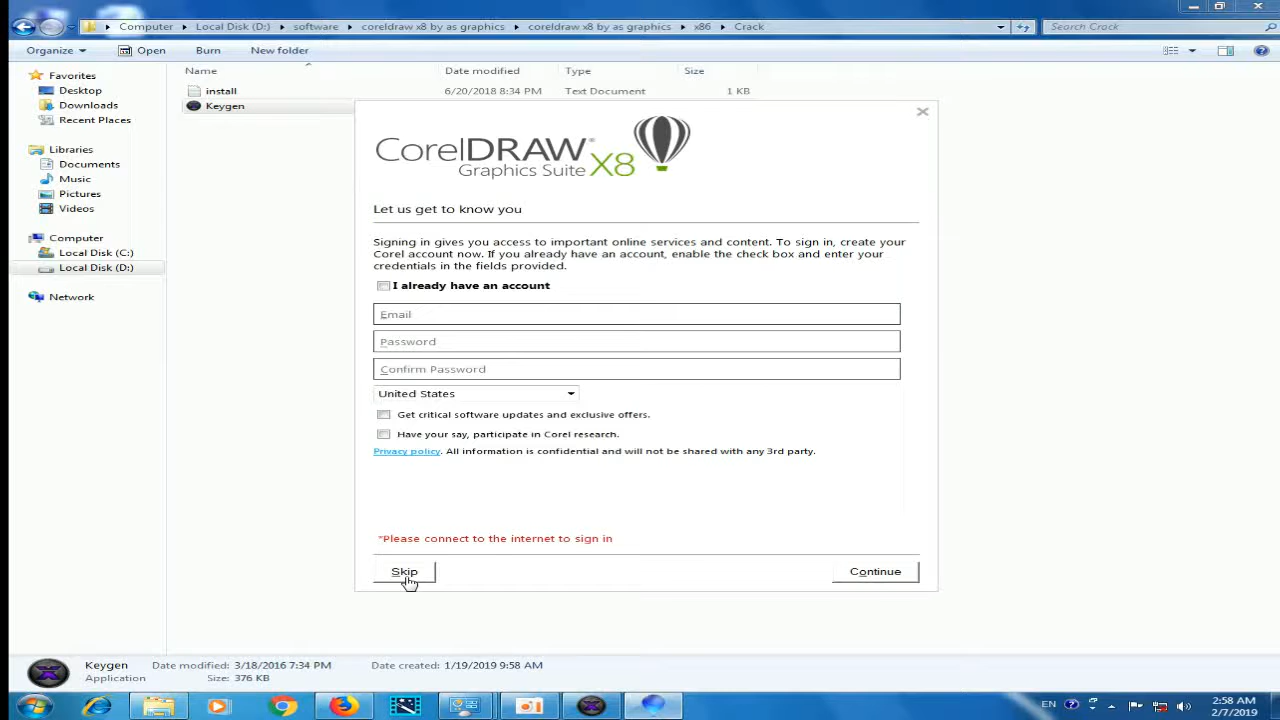 Computer Local Disk (D:) software coreldraw x8 by as graphics coreldraw x8 by as graphics x86 Crack Search Crack
Organize Open Burn New folder
Favorites
Desktop
Downloads
Recent Places
Libraries
Documents
Music
Pictures
Videos
Computer
Local Disk (C:)
Local Disk (D:)
Network
Name Date modified Type Size
install 6/20/2018 8:34 PM Text Document 1 KB
Keygen
CorelDRAW®
Graphics Suite X8
Let us get to know you
Signing in gives you access to important online services and content. To sign in, create your
Corel account now. If you already have an account, enable the check box and enter your
credentials in the fields provided.
I already have an account
Email
Password
Confirm Password
United States
Get critical software updates and exclusive offers.
Have your say, participate in Corel research.
Privacy policy. All information is confidential and will not be shared with any 3rd party.
*Please connect to the internet to sign in
Skip Continue
Keygen Date modified: 3/18/2016 7:34 PM Date created: 1/19/2019 9:58 AM
Application Size: 376 KB
EN 2:58 AM
2/7/2019